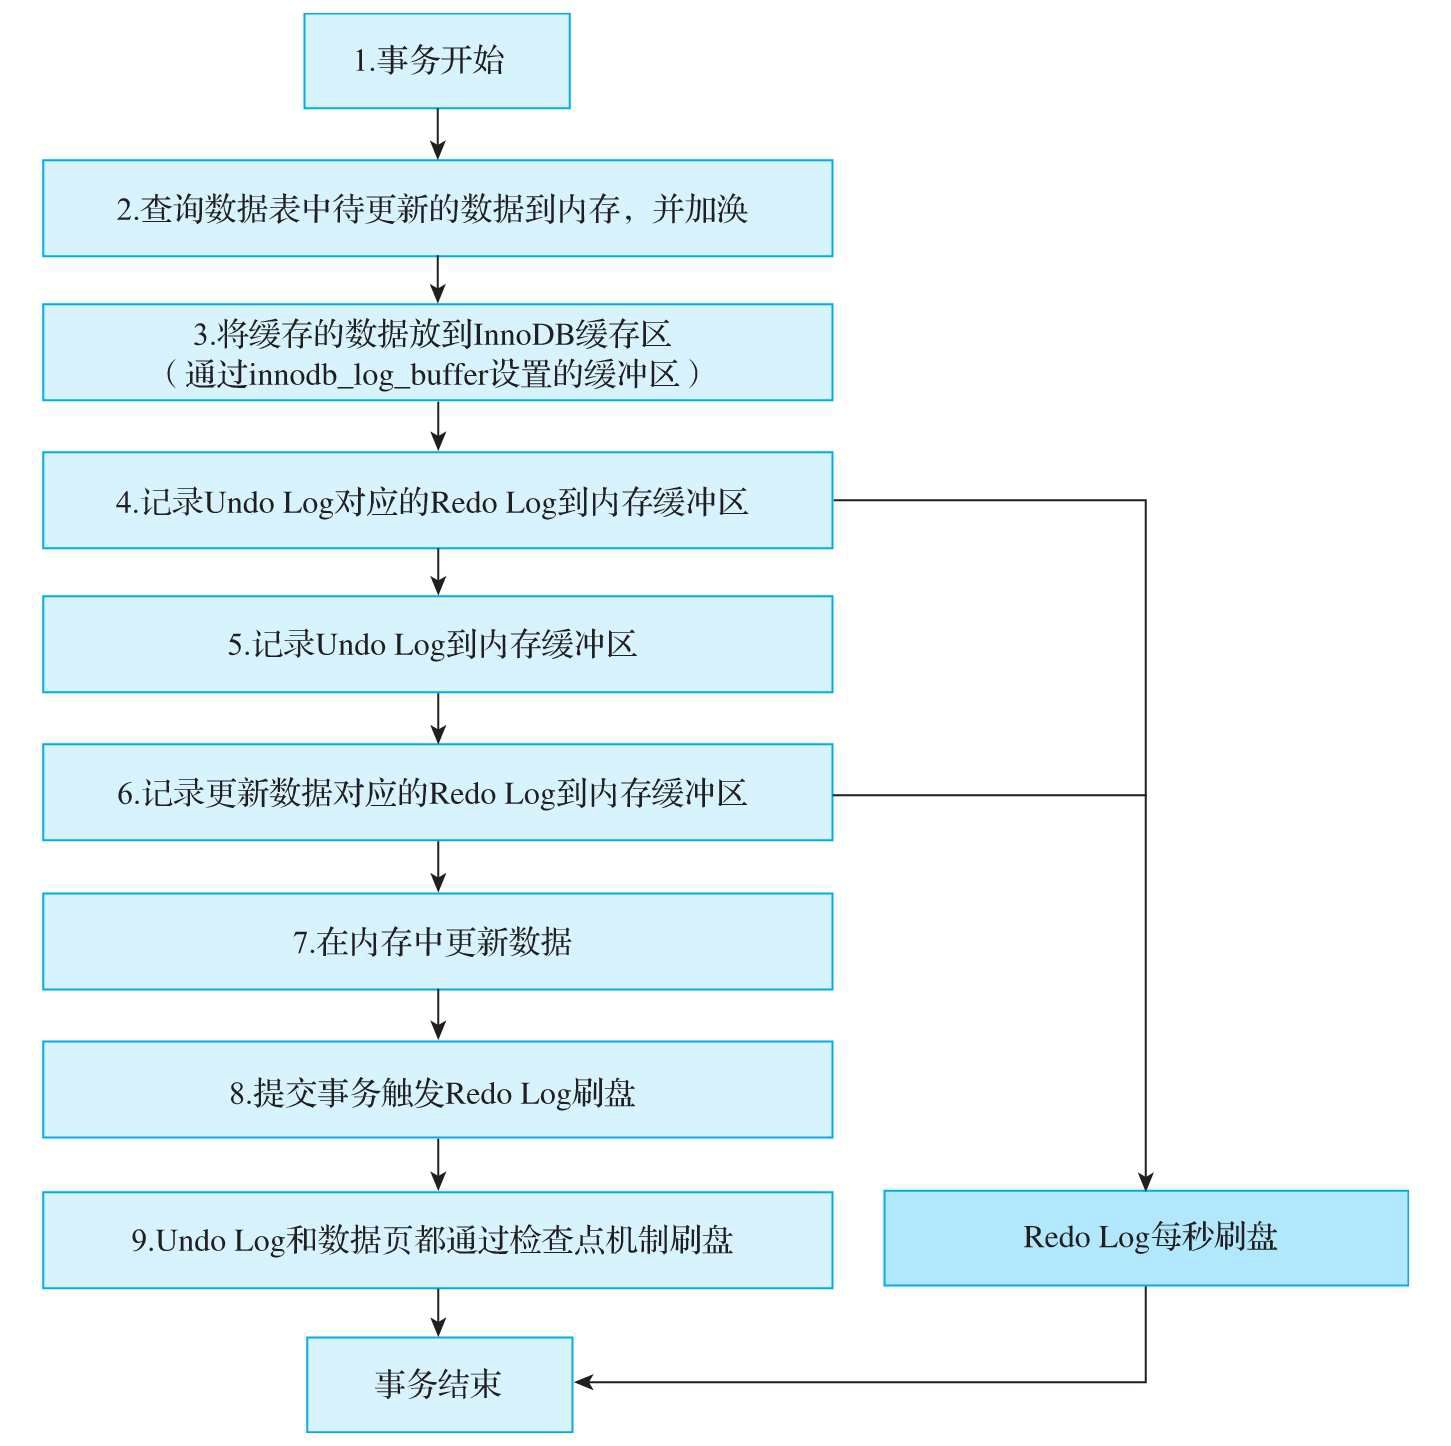 1.事务开始
2.查询数据表中待更新的数据到内存，并加涣
3.将缓存的数据放到InnoDB缓存区
（通过innodb_log_buffer设置的缓冲区）
4.记录Undo Log对应的Redo Log到内存缓冲区
5.记录Undo Log到内存缓冲区
6.记录更新数据对应的Redo Log到内存缓冲区
7.在内存中更新数据
8.提交事务触发Redo Log刷盘
9.Undo Log和数据页都通过检查点机制刷盘
Redo Log每秒刷盘
事务结束